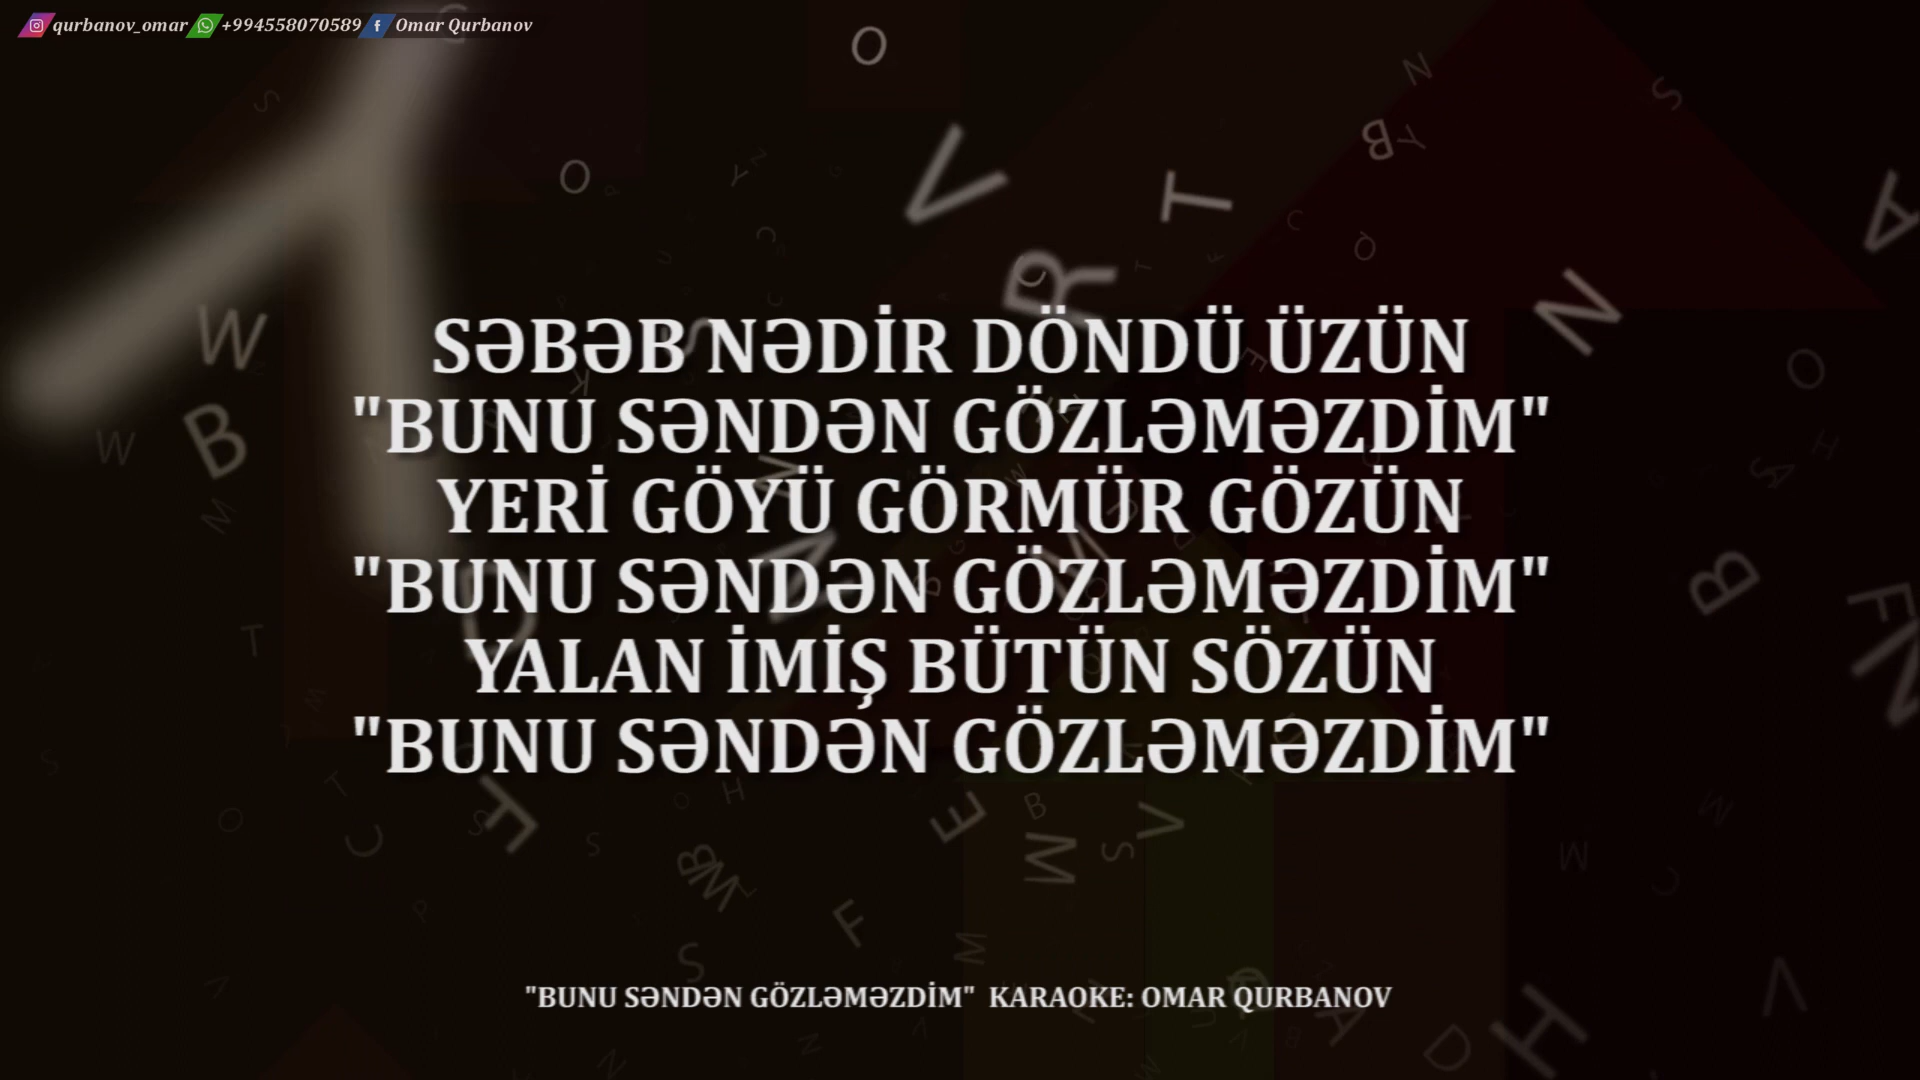 qurbanov_omar +994558070589 Omar Qurbanov
SƏBƏB NƏDİR DÖNDÜ ÜZÜN
"BUNU SƏNDƏN GÖZLƏMƏZDİM"
YERİ GÖYÜ GÖRMÜR GÖZÜN
"BUNU SƏNDƏN GÖZLƏMƏZDİM"
YALAN İMİŞ BÜTÜN SÖZÜN
"BUNU SƏNDƏN GÖZLƏMƏZDİM"
"BUNU SƏNDƏN GÖZLƏMƏZDİM" KARAOKE: OMAR QURBANOV